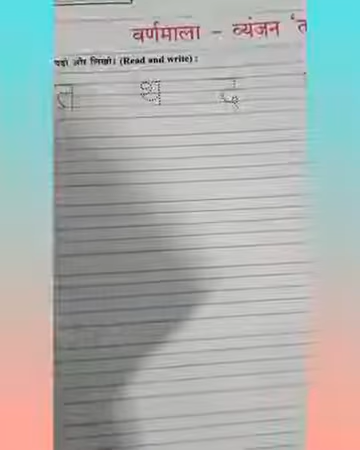 वर्णमाला - व्यंजन 'त
पढ़ो और लिखो। (Read and write) :
त थ द